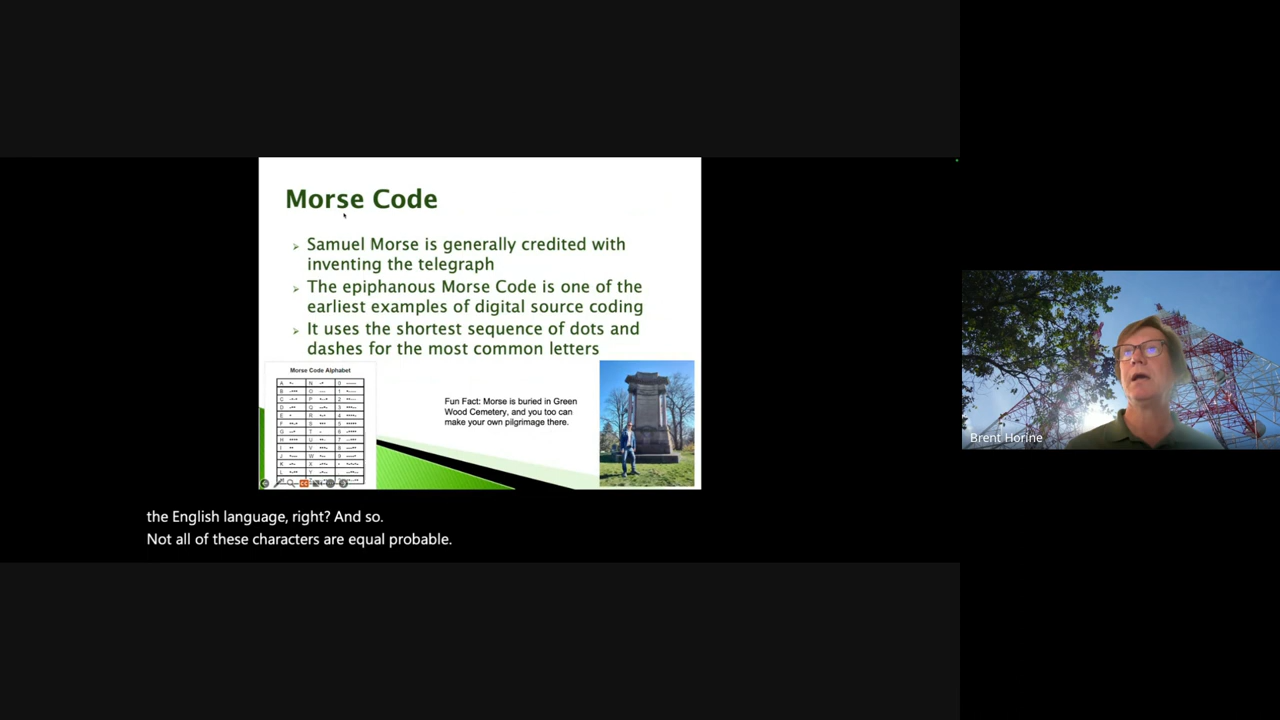 Morse Code
Samuel Morse is generally credited with
inventing the telegraph
The epiphanous Morse Code is one of the
earliest examples of digital source coding
It uses the shortest sequence of dots and
dashes for the most common letters
Morse Code Alphabet
Fun Fact: Morse is buried in Green
Wood Cemetery, and you too can
make your own pilgrimage there.
Brent Horine
the English language, right? And so.
Not all of these characters are equal probable.